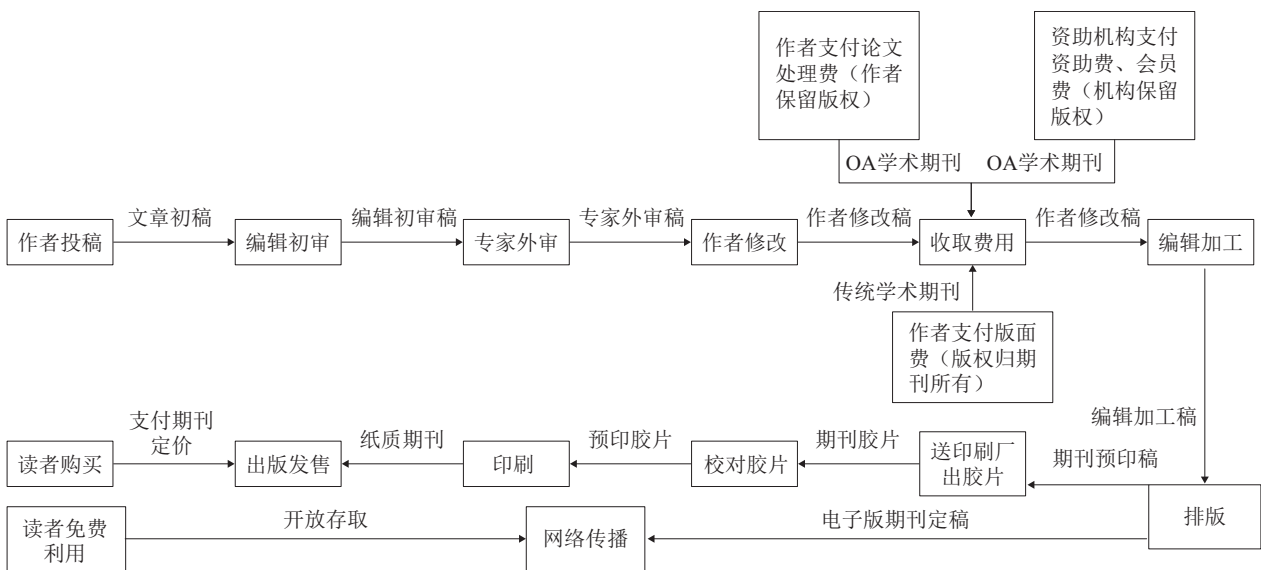 作者支付论文
处理费（作者
保留版权）
资助机构支付
资助费、会员
费（机构保留
版权）
OA学术期刊
OA学术期刊
作者投稿
文章初稿
编辑初审
编辑初审稿
专家外审
专家外审稿
作者修改
作者修改稿
收取费用
作者修改稿
编辑加工
传统学术期刊
作者支付版面
费（版权归期
刊所有）
编辑加工稿
读者购买
支付期刊
定价
出版发售
纸质期刊
印刷
预印胶片
校对胶片
期刊胶片
送印刷厂
出胶片
期刊预印稿
排版
读者免费
利用
开放存取
网络传播
电子版期刊定稿